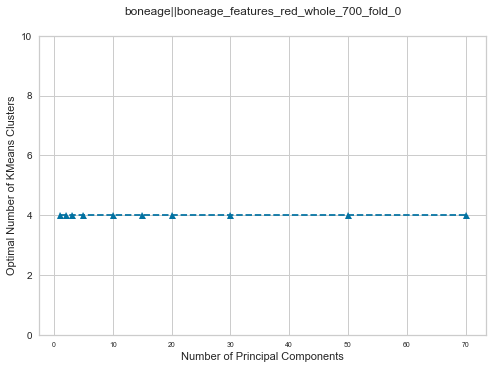 boneage||boneage_features_red_whole_700_fold_0
10
8
6
4
2
0
Optimal Number of KMeans Clusters
0 10 20 30 40 50 60 70
Number of Principal Components